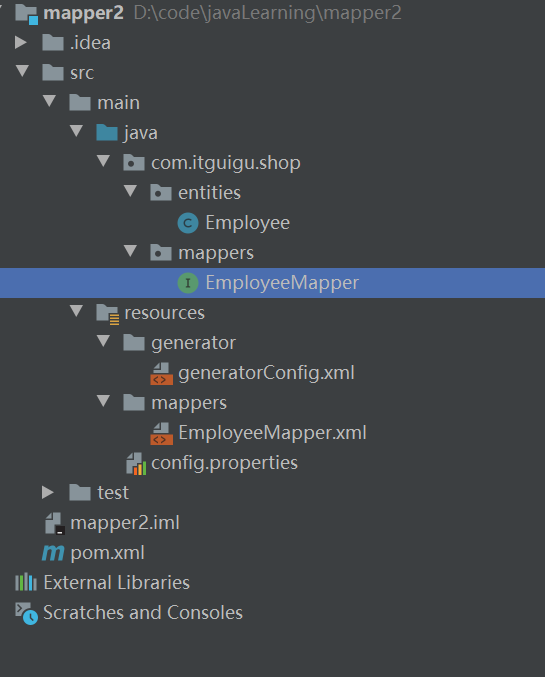 mapper2 D:\code\javaLearning\mapper2
.idea
src
main
java
com.itguigu.shop
entities
C Employee
mappers
I EmployeeMapper
resources
generator
generatorConfig.xml
mappers
EmployeeMapper.xml
config.properties
test
mapper2.iml
m pom.xml
External Libraries
Scratches and Consoles